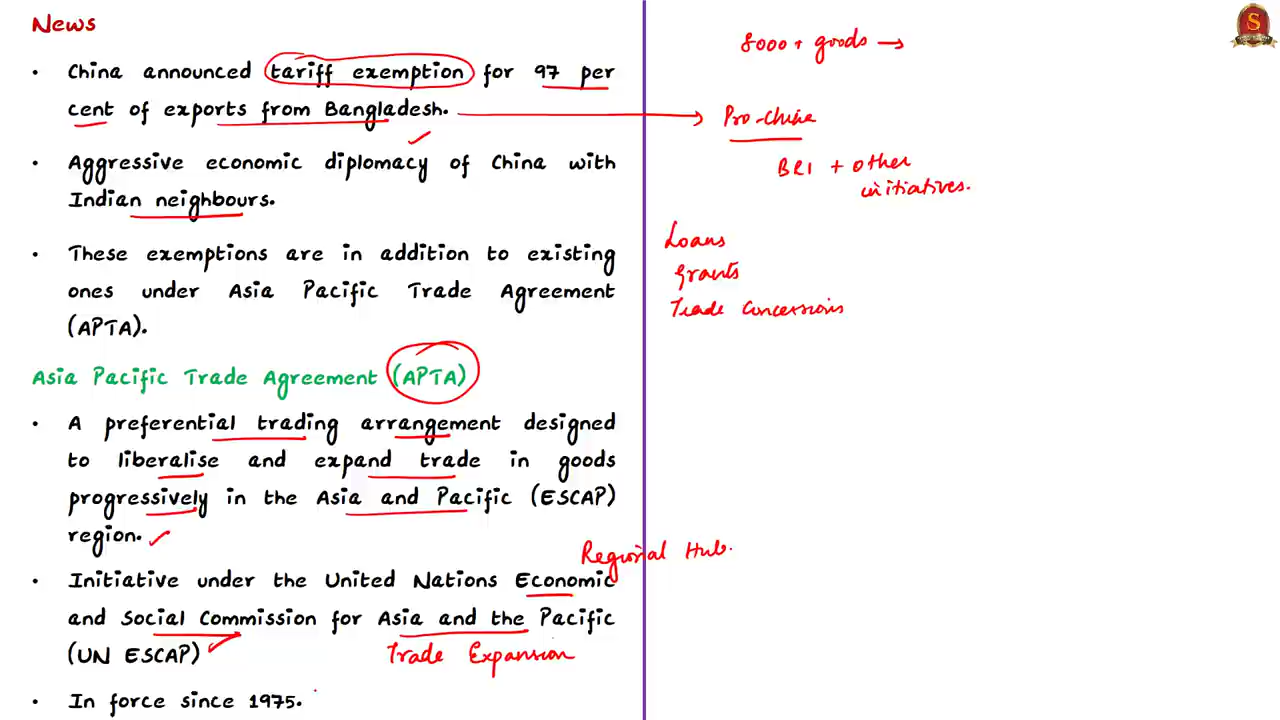 News
• China announced tariff exemption for 97 per
cent of exports from Bangladesh.
• Aggressive economic diplomacy of China with
Indian neighbours.
• These exemptions are in addition to existing
ones under Asia Pacific Trade Agreement
(APTA).
Asia Pacific Trade Agreement (APTA)
• A preferential trading arrangement designed
to liberalise and expand trade in goods
progressively in the Asia and Pacific (ESCAP)
region.
Regional Hub.
• Initiative under the United Nations Economic
and Social Commission for Asia and the Pacific
(UN ESCAP)
Trade Expansion
• In force since 1975.
8000+ goods →
Pro-China
BRI + other
initiatives.
Loans
Grants
Trade Concessions
S